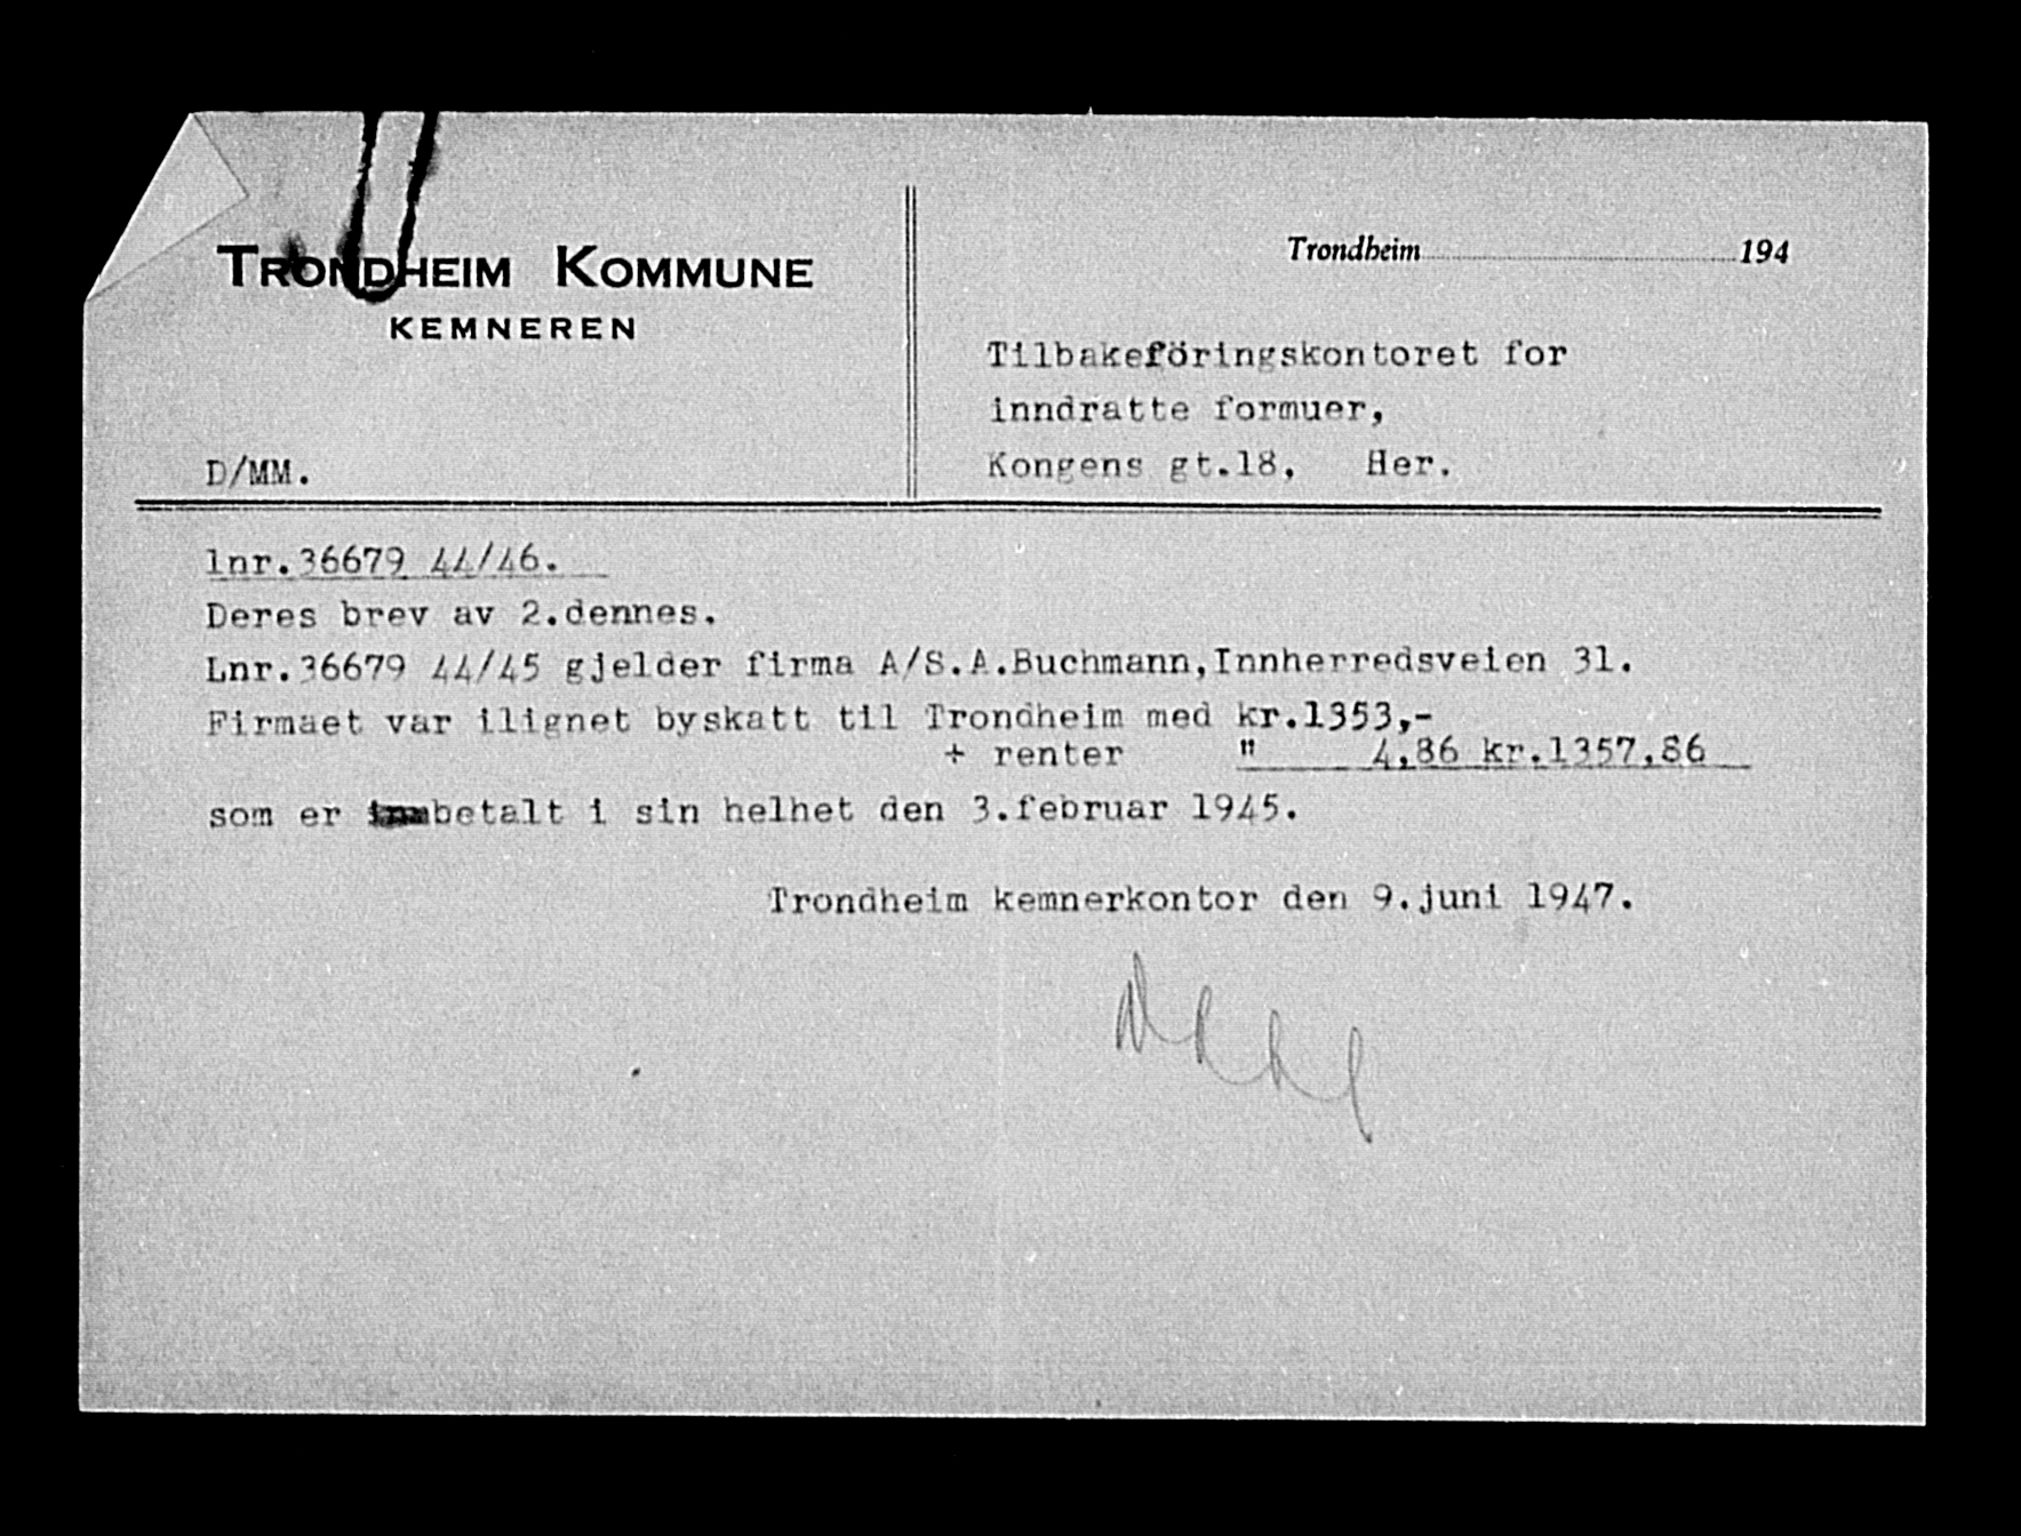 TRONDHEIM KOMMUNE
KEMNEREN
D/MM.
Trondheim 194
Tilbakeföringskontoret for
inndratte formuer,
Kongens gt.18, Her.
lnr.36679 44/46.
Deres brev av 2.dennes.
Lnr.36679 44/45 gjelder firma A/S.A.Buchmann,Innherredsveien 31.
Firmaet var ilignet byskatt til Trondheim med kr.1353,-
+ renter " 4,86 kr.1357,86
som er betalt i sin helhet den 3.februar 1945.
Trondheim kemnerkontor den 9.juni 1947.